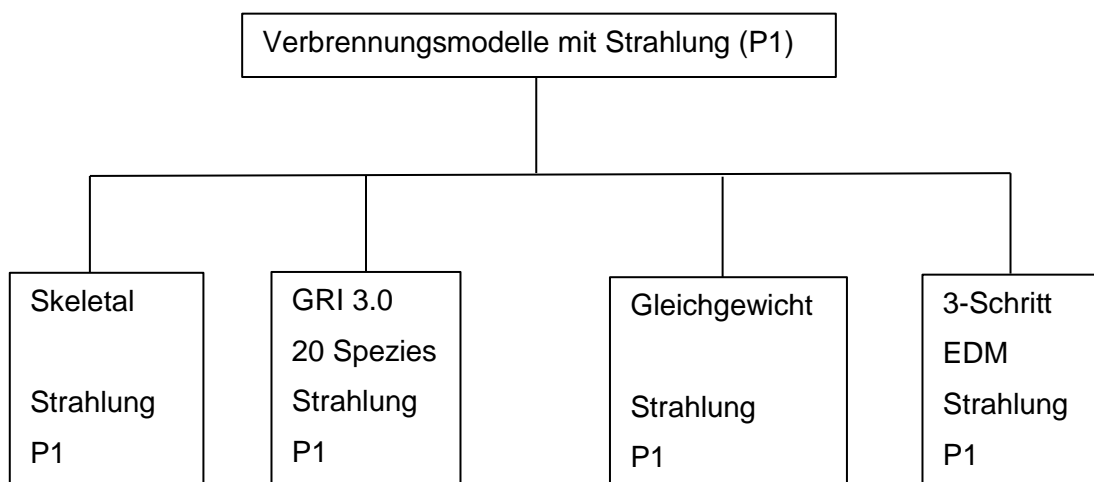 Verbrennungsmodelle mit Strahlung (P1)
Skeletal
Strahlung
P1
GRI 3.0
20 Spezies
Strahlung
P1
Gleichgewicht
Strahlung
P1
3-Schritt
EDM
Strahlung
P1